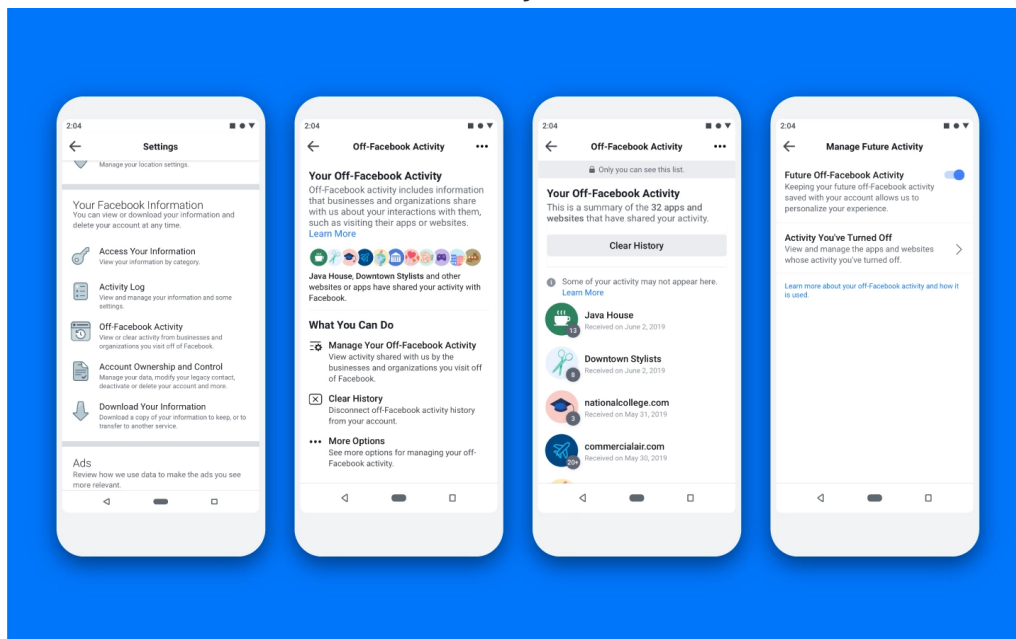 2:04
Settings
Manage your location settings.
Your Facebook Information
You can view or download your information and
delete your account at any time.
Access Your Information
View your information by category.
Activity Log
View and manage your information and some
settings.
Off-Facebook Activity
View or clear activity from businesses and
organizations you visit off of Facebook.
Account Ownership and Control
Manage your data, modify your legacy contact,
deactivate or delete your account and more.
Download Your Information
Download a copy of your information to keep, or to
transfer to another service.
Ads
Review how we use data to make the ads you see
more relevant.
2:04
Off-Facebook Activity
Your Off-Facebook Activity
Off-Facebook activity includes information
that businesses and organizations share
with us about your interactions with them,
such as visiting their apps or websites.
Learn More
Java House, Downtown Stylists and other
websites or apps have shared your activity with
Facebook.
What You Can Do
Manage Your Off-Facebook Activity
View activity shared with us by the
businesses and organizations you visit off
of Facebook.
Clear History
Disconnect off-Facebook activity history
from your account.
More Options
See more options for managing your off-
Facebook activity.
2:04
Off-Facebook Activity
Only you can see this list.
Your Off-Facebook Activity
This is a summary of the 32 apps and
websites that have shared your activity.
Clear History
Some of your activity may not appear here.
Learn More
Java House
13
Received on June 2, 2019
Downtown Stylists
8
Received on June 2, 2019
nationalcollege.com
3
Received on May 31, 2019
commercialair.com
20+
Received on May 30, 2019
2:04
Manage Future Activity
Future Off-Facebook Activity
Keeping your future off-Facebook activity
saved with your account allows us to
personalize your experience.
Activity You've Turned Off
View and manage the apps and websites
whose activity you've turned off.
Learn more about your off-Facebook activity and how it
is used.